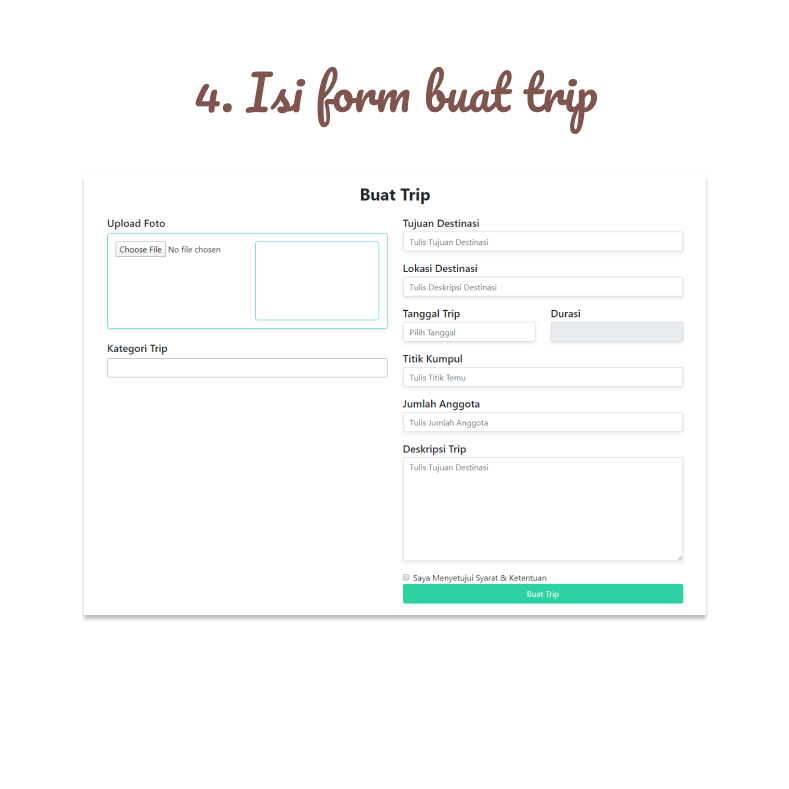 4. Isi form buat trip
Buat Trip
Upload Foto
Choose File No file chosen
Kategori Trip
Tujuan Destinasi
Tulis Tujuan Destinasi
Lokasi Destinasi
Tulis Deskripsi Destinasi
Tanggal Trip
Pilih Tanggal
Durasi
Titik Kumpul
Tulis Titik Temu
Jumlah Anggota
Tulis Jumlah Anggota
Deskripsi Trip
Tulis Tujuan Destinasi
Saya Menyetujui Syarat & Ketentuan
Buat Trip